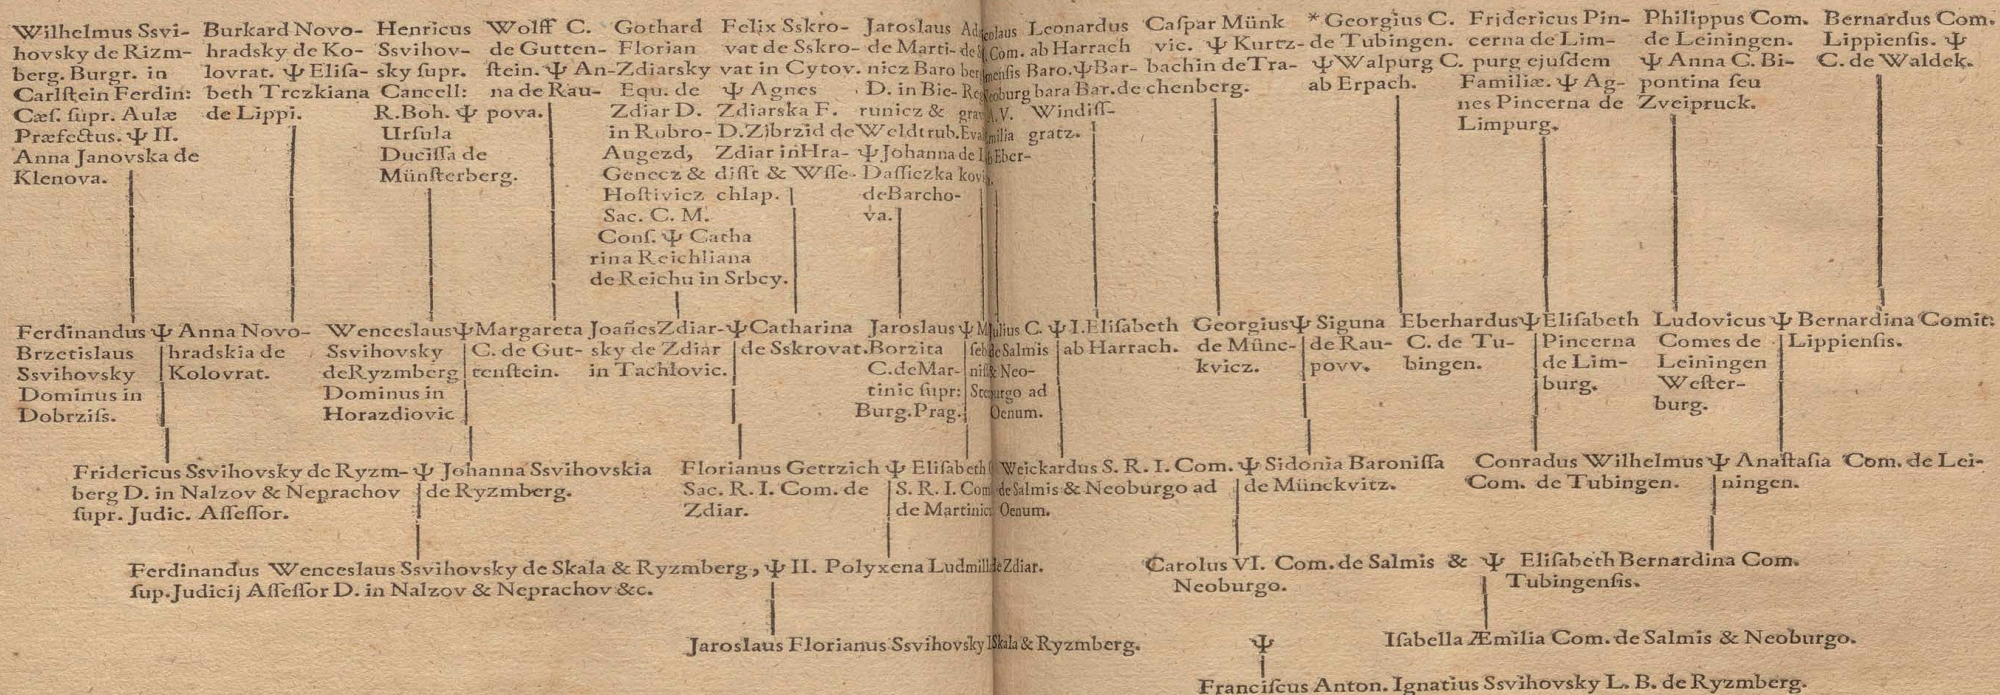 Wilhelmus Ssvi-
hovsky de Rizm-
berg. Burgr. in
Carlſtein Ferdin:
Cæſ. ſupr. Aulæ
Præfectus. Ψ II.
Anna Janovska de
Klenova.
Burkard Novo-
hradsky de Ko-
lovrat. Ψ Eliſa-
beth Trczkiana
de Lippi.
Henricus
Ssvihov-
sky ſupr.
Cancell:
R. Boh. Ψ
Urſula
Duciſſa de
Münſterberg.
Wolff C.
de Gutten-
ſtein. Ψ An-
na de Rau-
pova.
Gothard
Florian
Zdiarsky
Equ. de
Zdiar D.
in Robro-
Augezd,
Genecz &
Hoſtivicz
Sac. C. M.
Conſ. Ψ Catha
rina Reichliana
de Reichu in Srbcy.
Felix Sskro-
vat de Sskro-
vat in Cytov.
Ψ Agnes
Zdiarska F.
D. Zibrzid de
Zdiar in Hra-
diſſt & Wſſe-
chlap.
Jaroslaus
de Marti-
nicz Baro
D. in Bie-
runicz &
Weldtrub.
Ψ Johanna de
Daſſiczka
de Barcho-
va.
Com.
Leonardus
ab Harrach
Baro. Ψ Bar-
bara Bar. de
Windiſſ-
gratz.
Caſpar Münk
vic. Ψ Kurtz-
bachin de Tra-
chenberg.
*Georgius C.
de Tubingen.
Ψ Walpurg C.
ab Erpach.
Fridericus Pin-
cerna de Lim-
purg ejuſdem
Familiæ. Ψ Ag-
nes Pincerna de
Limpurg.
Philippus Com.
de Leiningen.
Ψ Anna C. Bi-
pontina ſeu
Zveipruck.
Bernardus Com.
Lippienſis. Ψ
C. de Waldek.
Ferdinandus Ψ Anna Novo-
Brzetislaus hradskia de
Ssvihovsky Kolovrat.
Dominus in
Dobrziſs.
Wenceslaus Ψ Margareta
Ssvihovsky C. de Gut-
de Ryzmberg tenſtein.
Dominus in
Horazdiovic
Joañes Zdiar- Ψ Catharina
sky de Zdiar de Sskrovat.
in Tachlovic.
Jaroslaus Ψ
Borzita
C. de Mar-
tinic ſupr:
Burg. Prag.
Julius C. Ψ I. Eliſabeth
de Salmis ab Harrach.
& Neo-
burgo ad
Oenum.
Georgius Ψ Siguna
de Münc- de Rau-
kvicz. povv.
Eberhardus Ψ Eliſabeth
C. de Tu- Pincerna
bingen. de Lim-
burg.
Ludovicus Ψ Bernardina Comit:
Comes de Lippienſis.
Leiningen
Weſter-
burg.
Fridericus Ssvihovsky de Ryzm- Ψ Johanna Ssvihovskia
berg D. in Nalzov & Neprachov de Ryzmberg.
ſupr. Judic. Aſſeſſor.
Florianus Getrzich Ψ Eliſabeth
Sac. R. I. Com. de S. R. I. Com
Zdiar. de Martinic
Weickardus S. R. I. Com. Ψ Sidonia Baroniſſa
de Salmis & Neoburgo ad de Münckvitz.
Oenum.
Conradus Wilhelmus Ψ Anaſtaſia Com. de Lei-
Com. de Tubingen. ningen.
Ferdinandus Wenceslaus Ssvihovsky de Skala & Ryzmberg, Ψ II. Polyxena Ludmill de Zdiar.
ſup. Judicij Aſſeſſor D. in Nalzov & Neprachov &c.
Carolus VI. Com. de Salmis & Ψ Eliſabeth Bernardina Com.
Neoburgo. Tubingenſis.
Jaroslaus Florianus Ssvihovsky Skala & Ryzmberg.
Ψ Iſabella Æmilia Com. de Salmis & Neoburgo.
Franciſcus Anton. Ignatius Ssvihovsky L. B. de Ryzmberg.